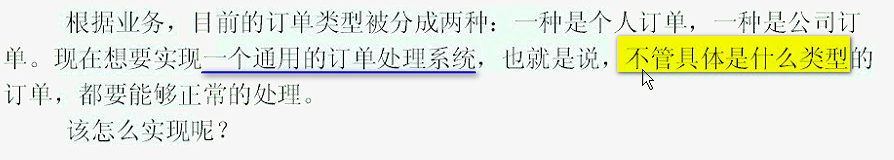 根据业务，目前的订单类型被分成两种：一种是个人订单，一种是公司订
单。现在想要实现一个通用的订单处理系统，也就是说，不管具体是什么类型的
订单，都要能够正常的处理。
该怎么实现呢？